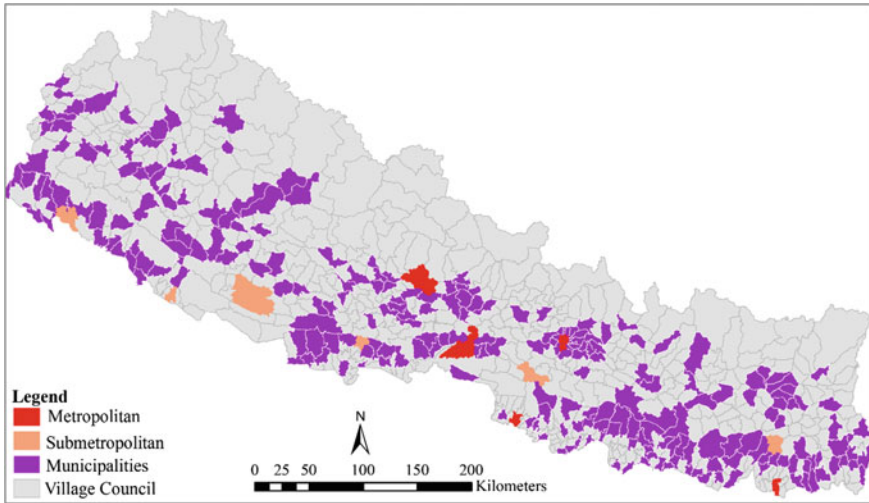 Legend
Metropolitan
Submetropolitan
Municipalities
Village Council
N
0 25 50 100 150 200
Kilometers